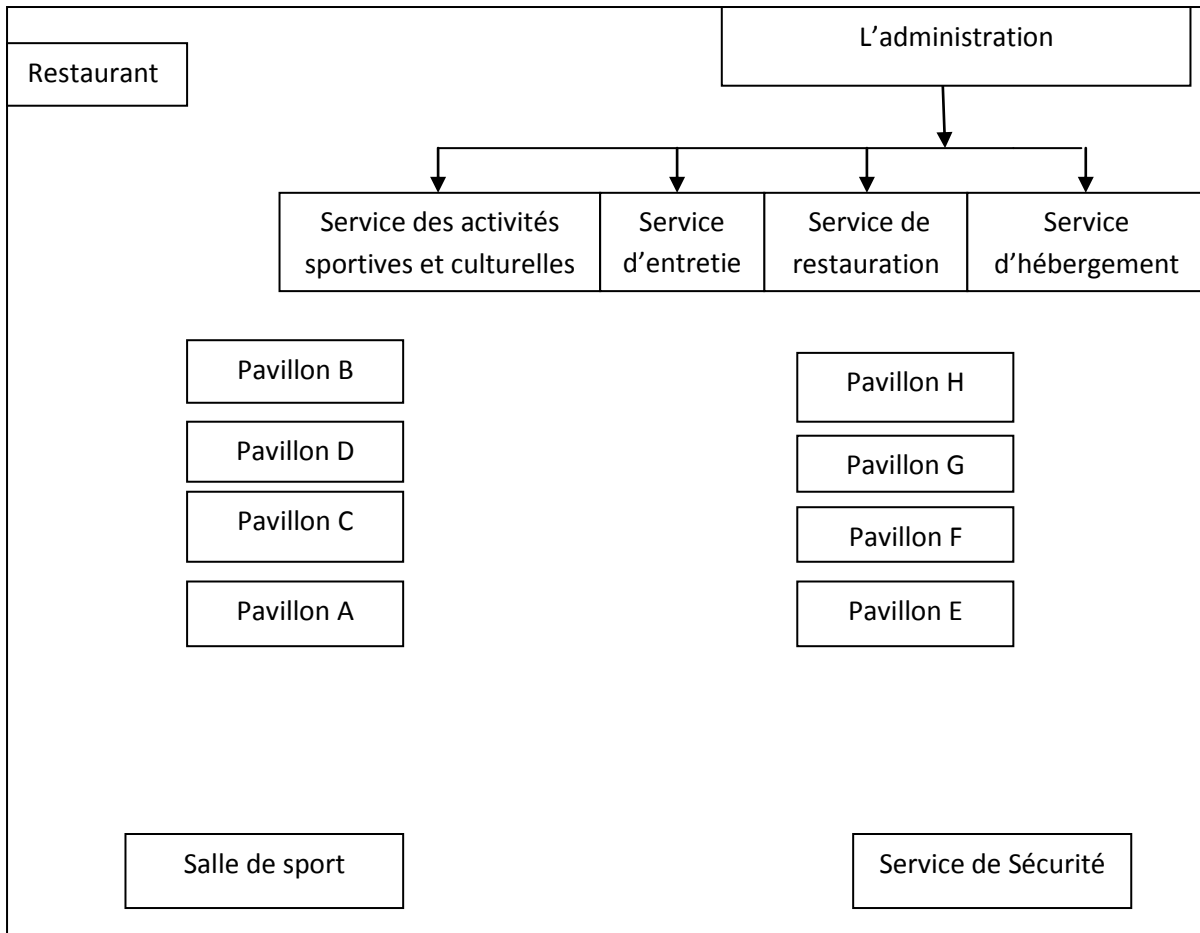 L’administration
Restaurant
Service des activités
sportives et culturelles
Service
d’entretie
Service de
restauration
Service
d’hébergement
Pavillon B
Pavillon D
Pavillon C
Pavillon A
Pavillon H
Pavillon G
Pavillon F
Pavillon E
Salle de sport
Service de Sécurité